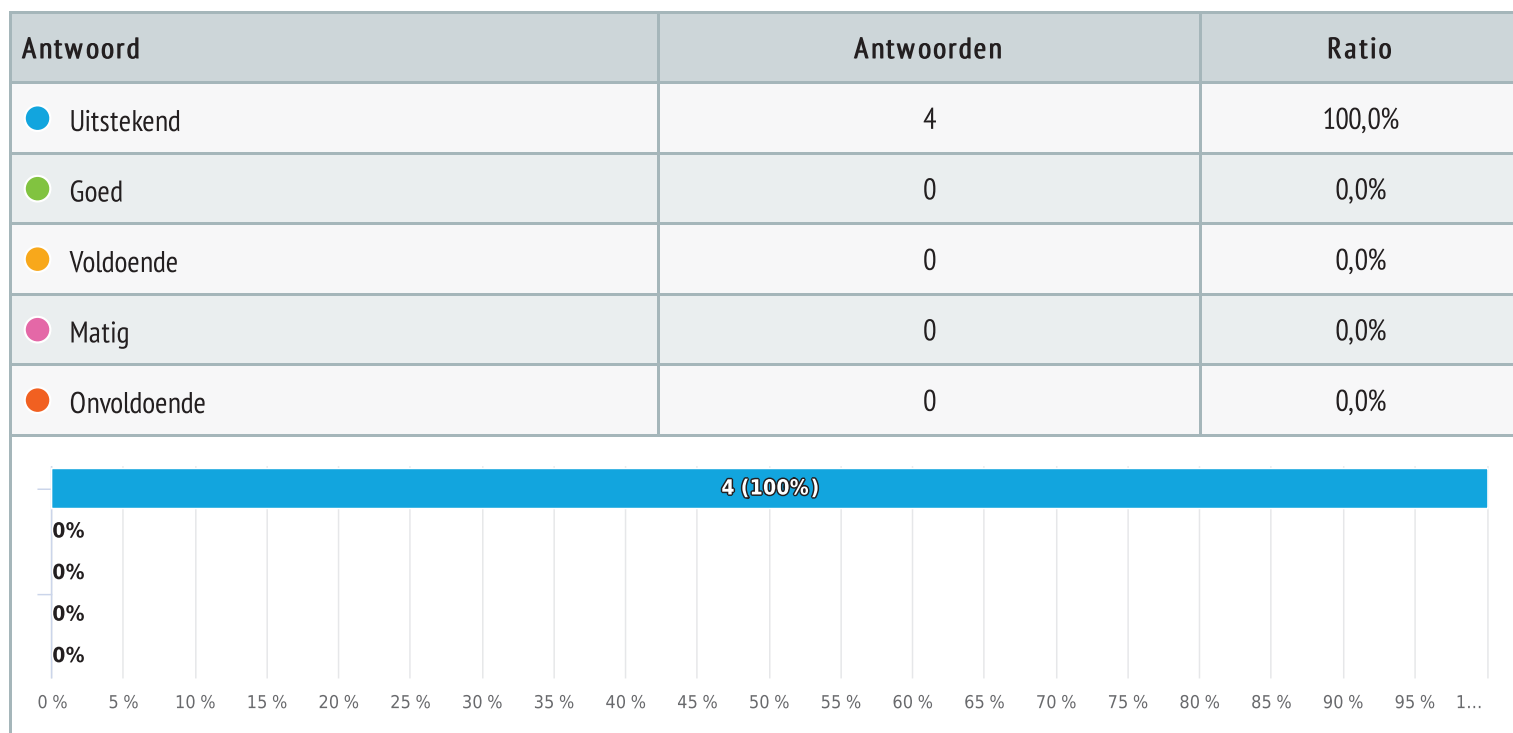 Antwoord Antwoorden Ratio
Uitstekend 4 100,0%
Goed 0 0,0%
Voldoende 0 0,0%
Matig 0 0,0%
Onvoldoende 0 0,0%
4 (100%)
0%
0%
0%
0%
0 % 5 % 10 % 15 % 20 % 25 % 30 % 35 % 40 % 45 % 50 % 55 % 60 % 65 % 70 % 75 % 80 % 85 % 90 % 95 % 1...